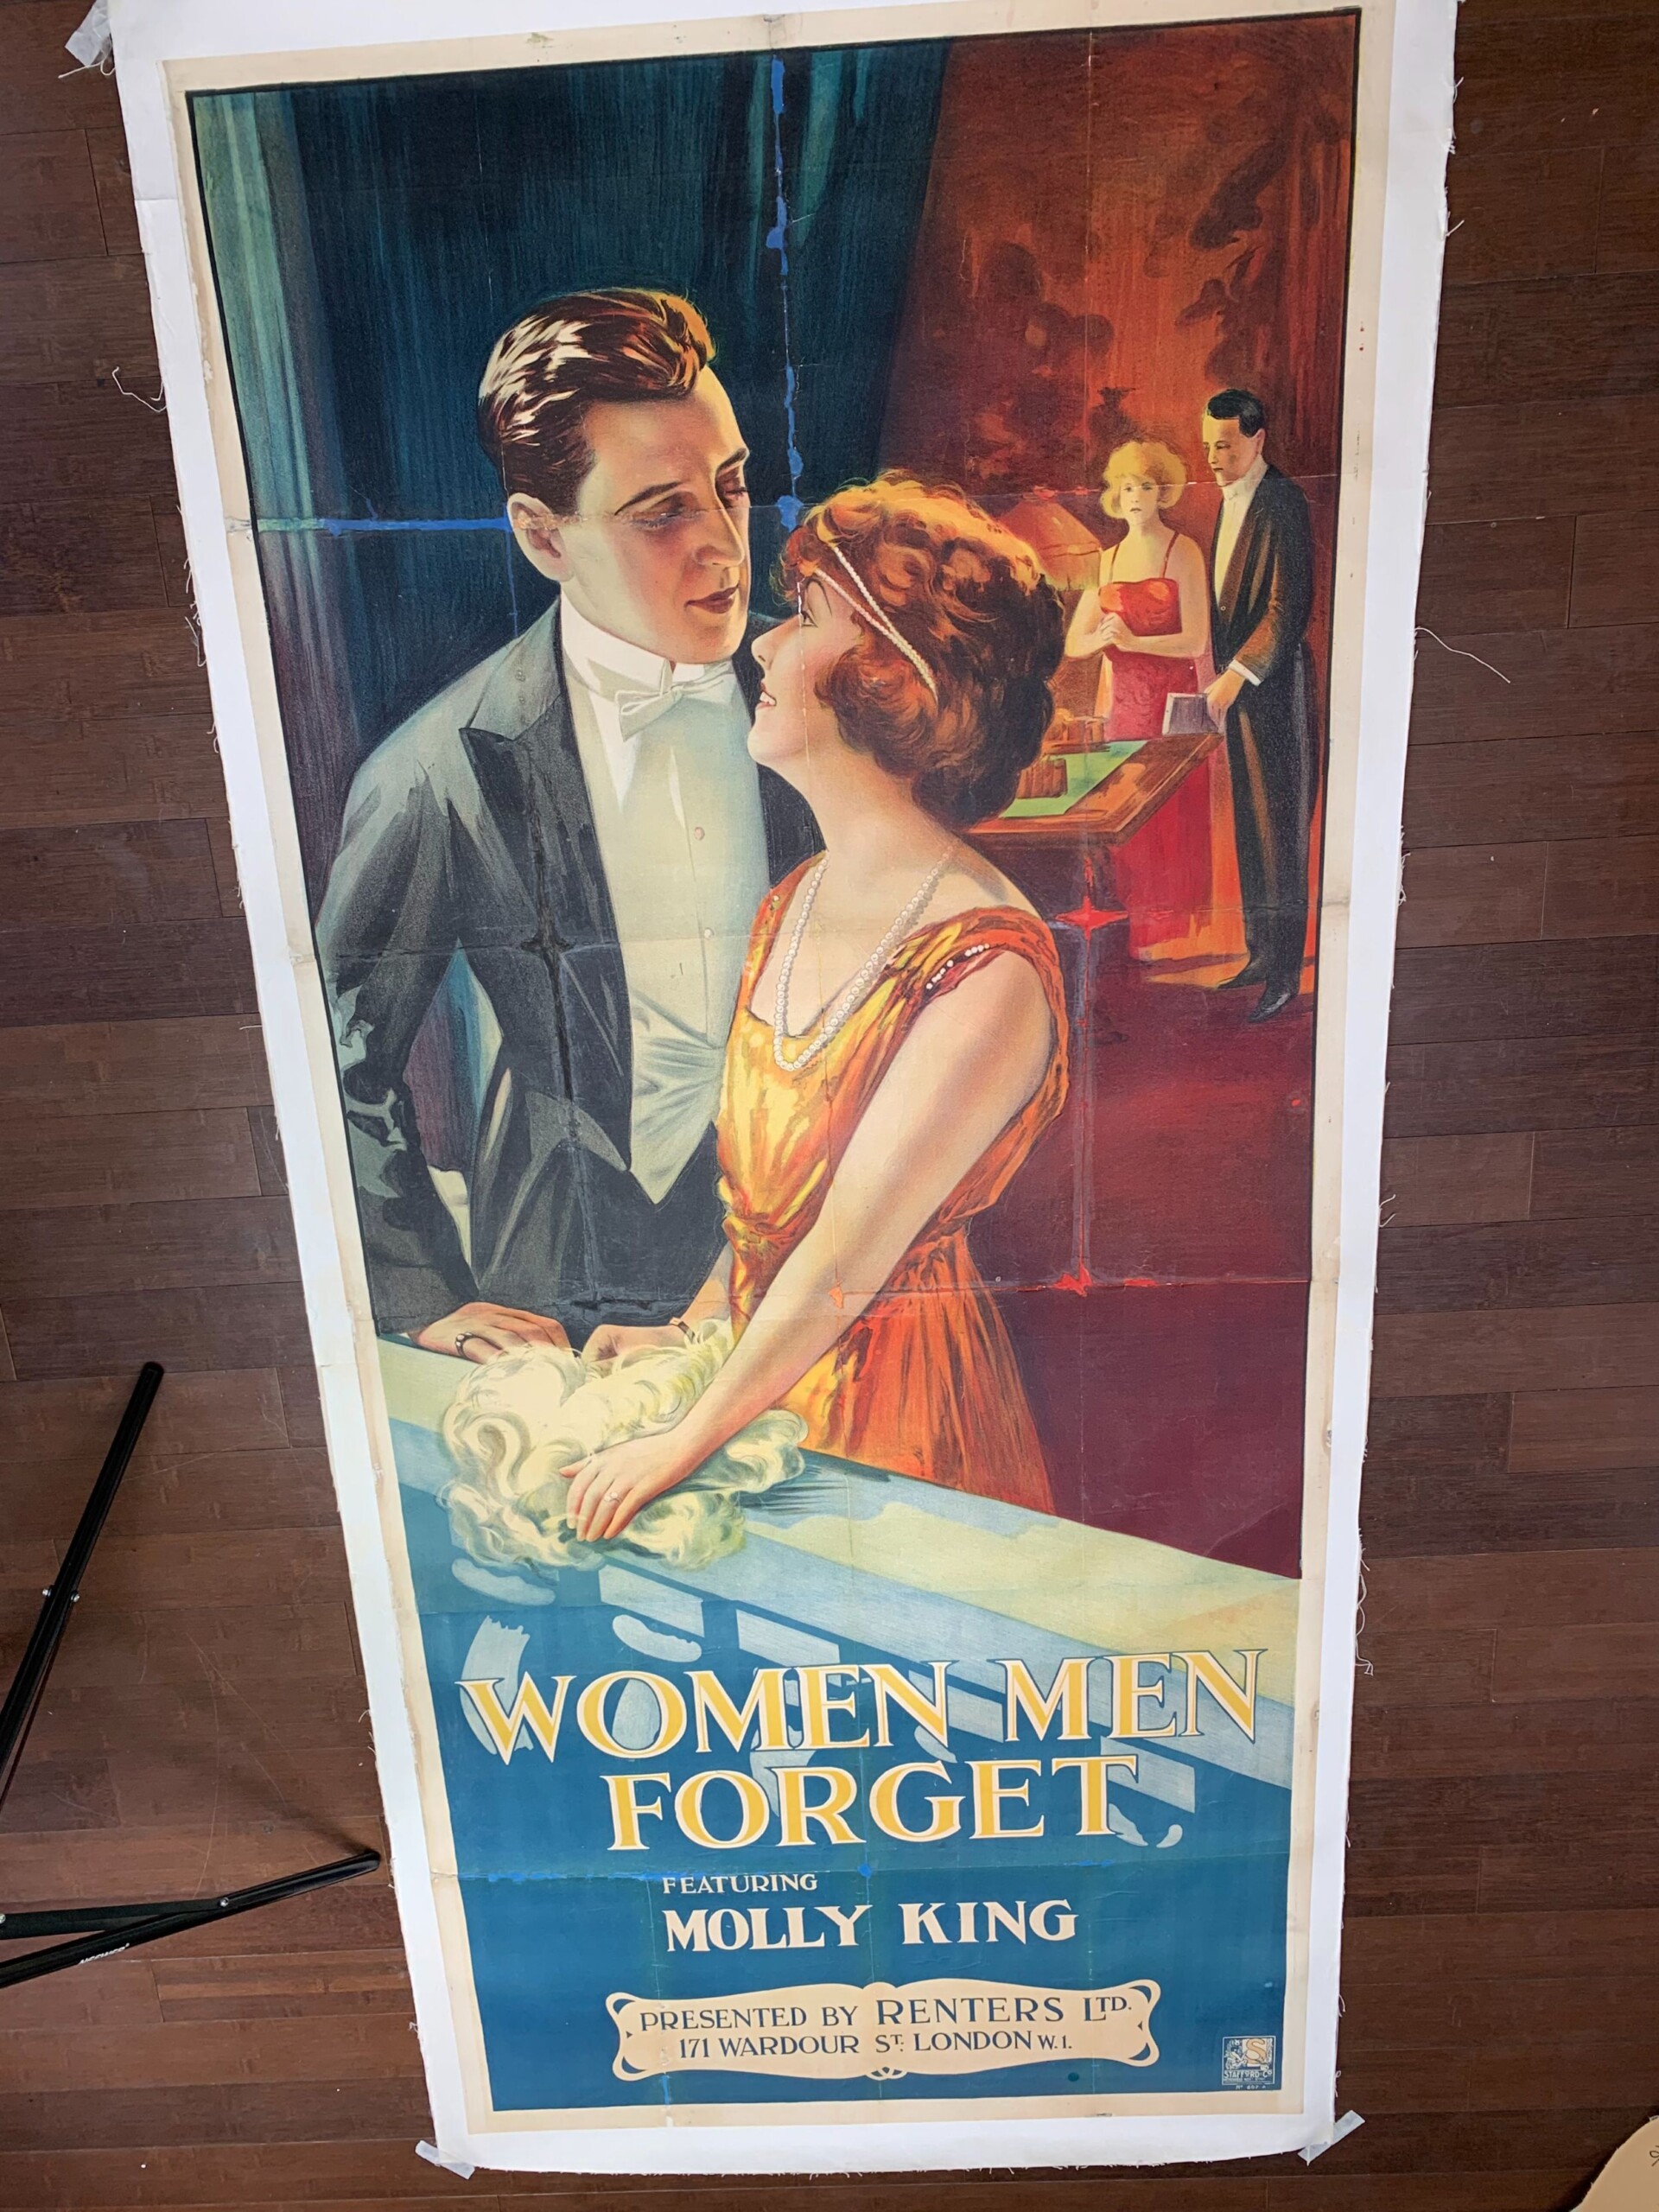 WOMEN MEN
FORGET
FEATURING
MOLLY KING
PRESENTED BY RENTERS LTD.
171 WARDOUR ST. LONDON W.1.
STAFFORD & Co